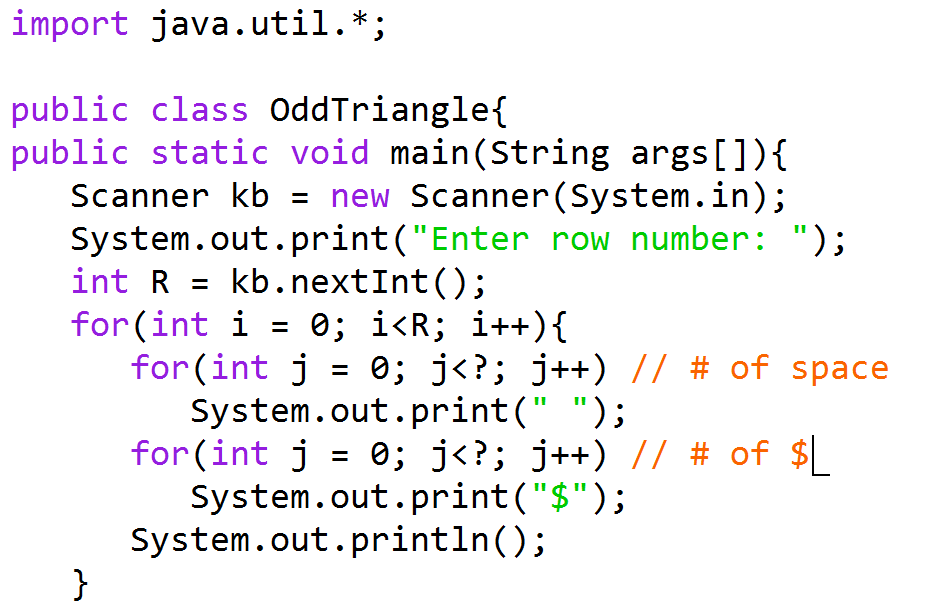 import java.util.*;

public class OddTriangle{
public static void main(String args[]){
   Scanner kb = new Scanner(System.in);
   System.out.print("Enter row number: ");
   int R = kb.nextInt();
   for(int i = 0; i<R; i++){
      for(int j = 0; j<?; j++) // # of space
         System.out.print(" ");
      for(int j = 0; j<?; j++) // # of $
         System.out.print("$");
      System.out.println();
   }